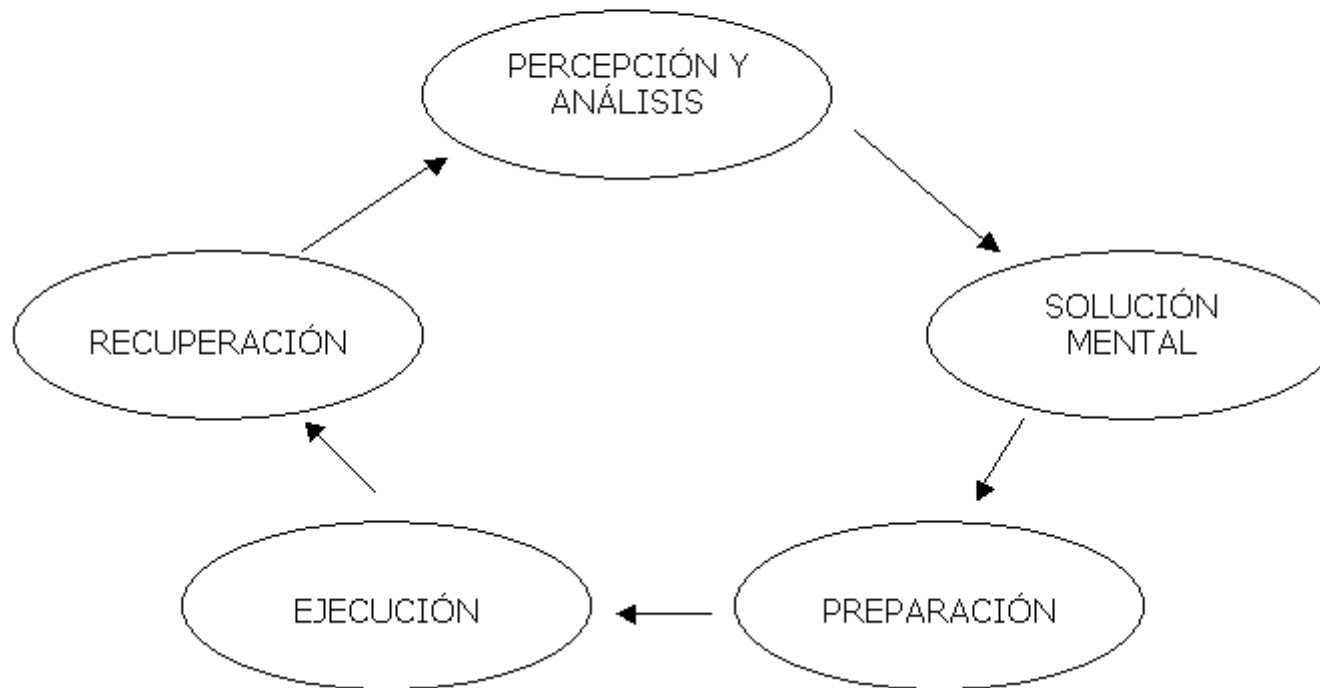 PERCEPCIÓN Y
ANÁLISIS
SOLUCIÓN
MENTAL
PREPARACIÓN
EJECUCIÓN
RECUPERACIÓN